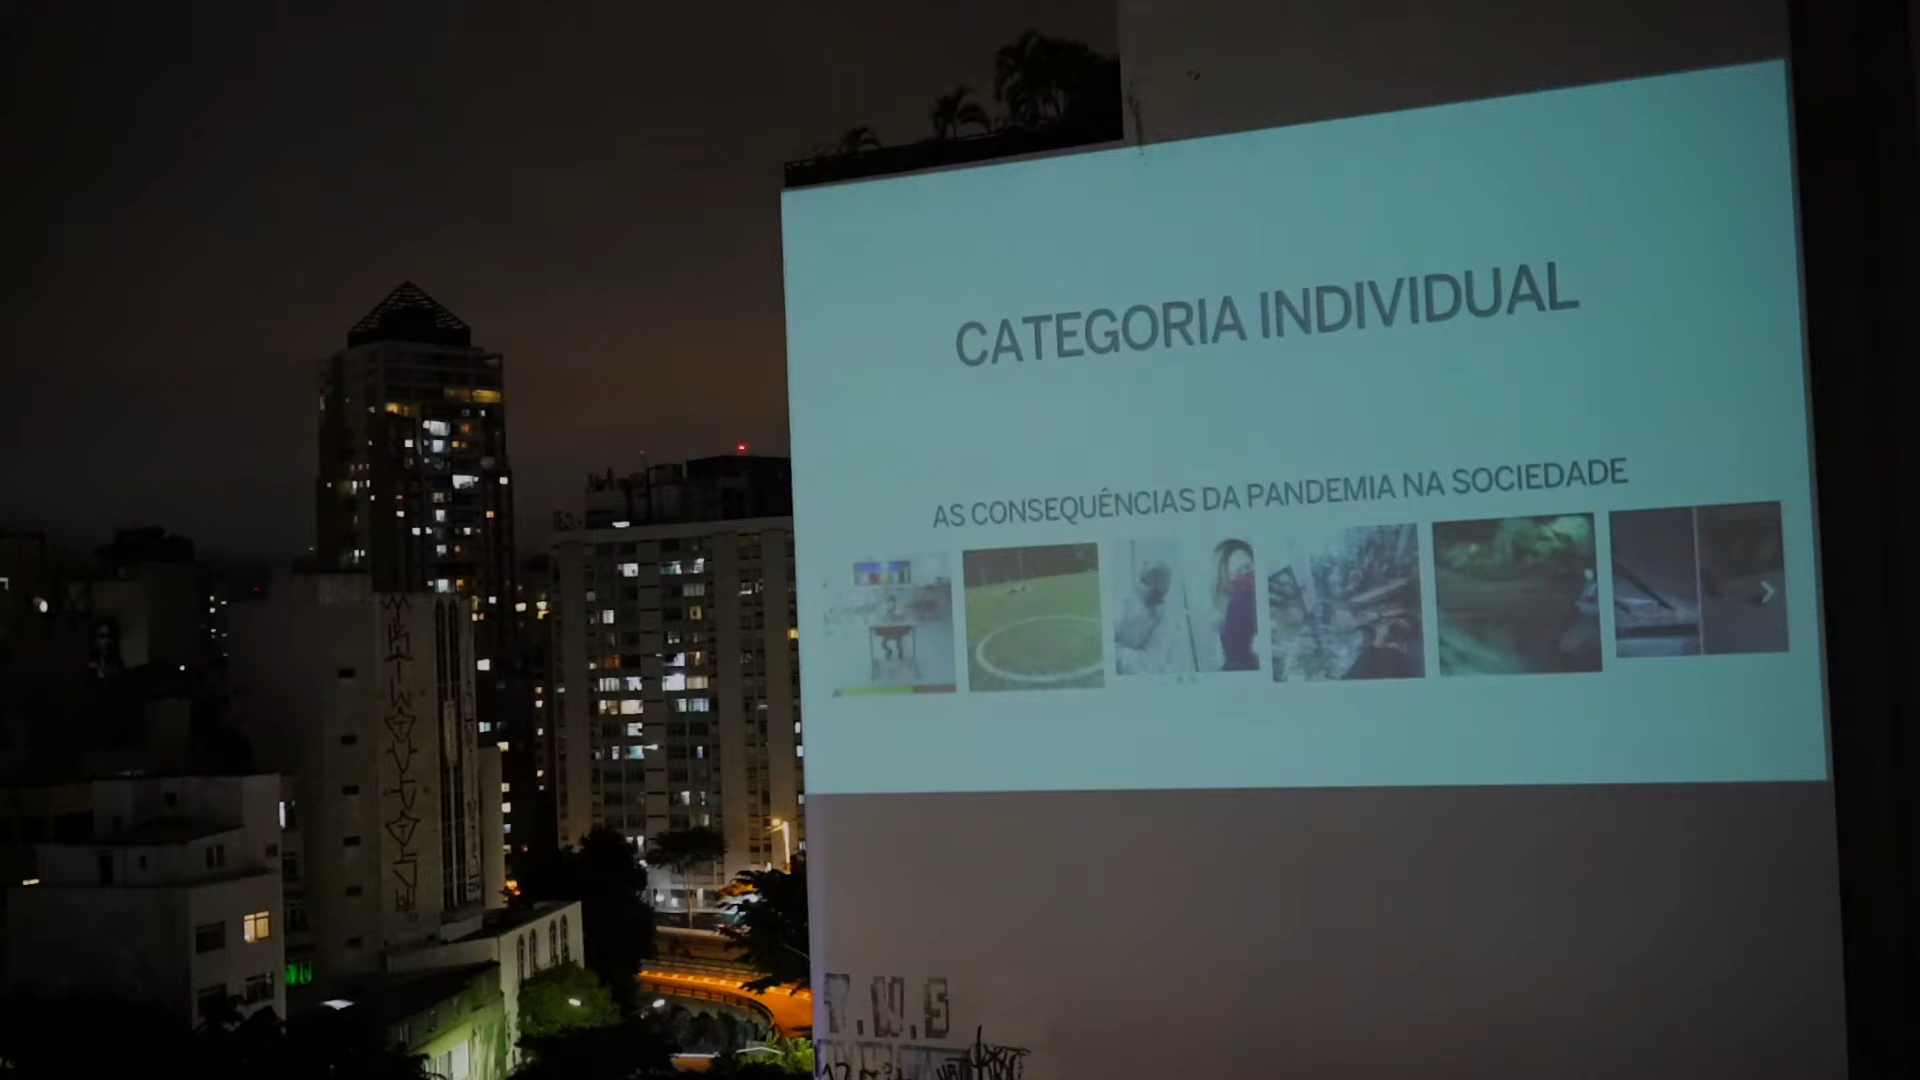 CATEGORIA INDIVIDUAL
AS CONSEQUÊNCIAS DA PANDEMIA NA SOCIEDADE
T.W.S